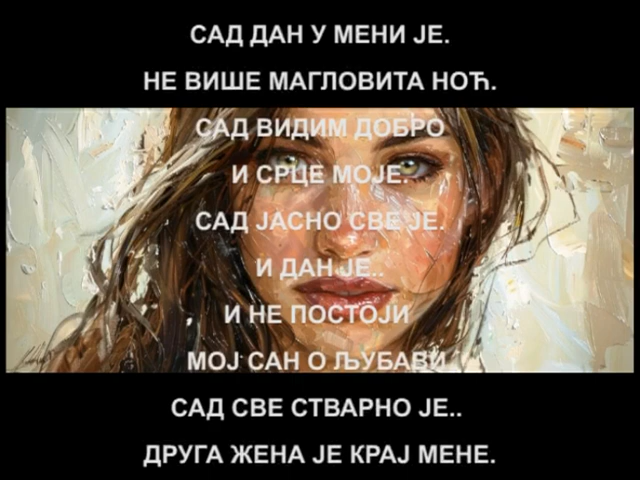 САД ДАН У МЕНИ ЈЕ.
НЕ ВИШЕ МАГЛОВИТА НОЋ.
САД ВИДИМ ДОБРО
И СРЦЕ МОЈЕ.
САД ЈАСНО СВЕ ЈЕ.
И ДАН ЈЕ..
И НЕ ПОСТОЈИ
МОЈ САН О ЉУБАВИ
САД СВЕ СТВАРНО ЈЕ..
ДРУГА ЖЕНА ЈЕ КРАЈ МЕНЕ.